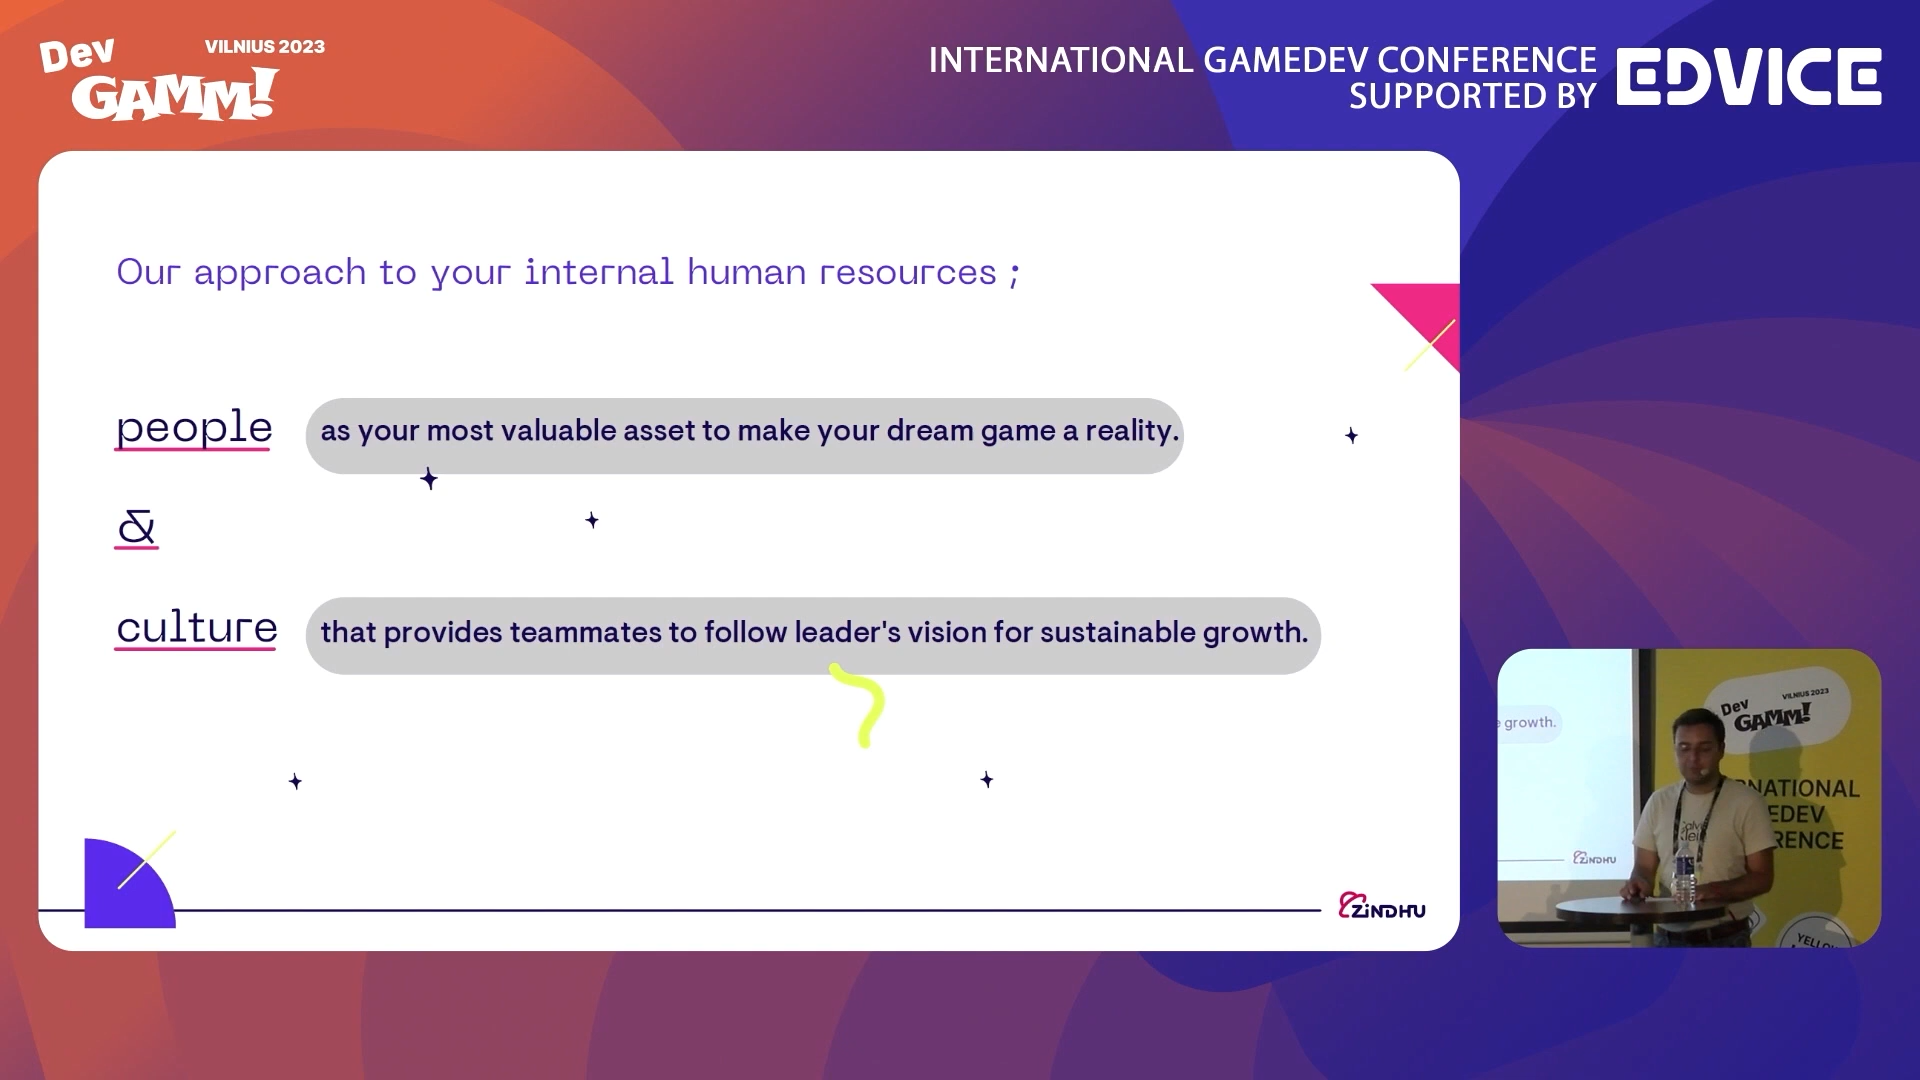 Dev
GAMM!
VILNIUS 2023
INTERNATIONAL GAMEDEV CONFERENCE
SUPPORTED BY
EDVICE
Our approach to your internal human resources ;
people
as your most valuable asset to make your dream game a reality.
&
culture
that provides teammates to follow leader's vision for sustainable growth.
ZINDHU
growth.
ZINDHU
Dev
GAMM!
VILNIUS 2023
NATIONAL
EDEV
RENCE